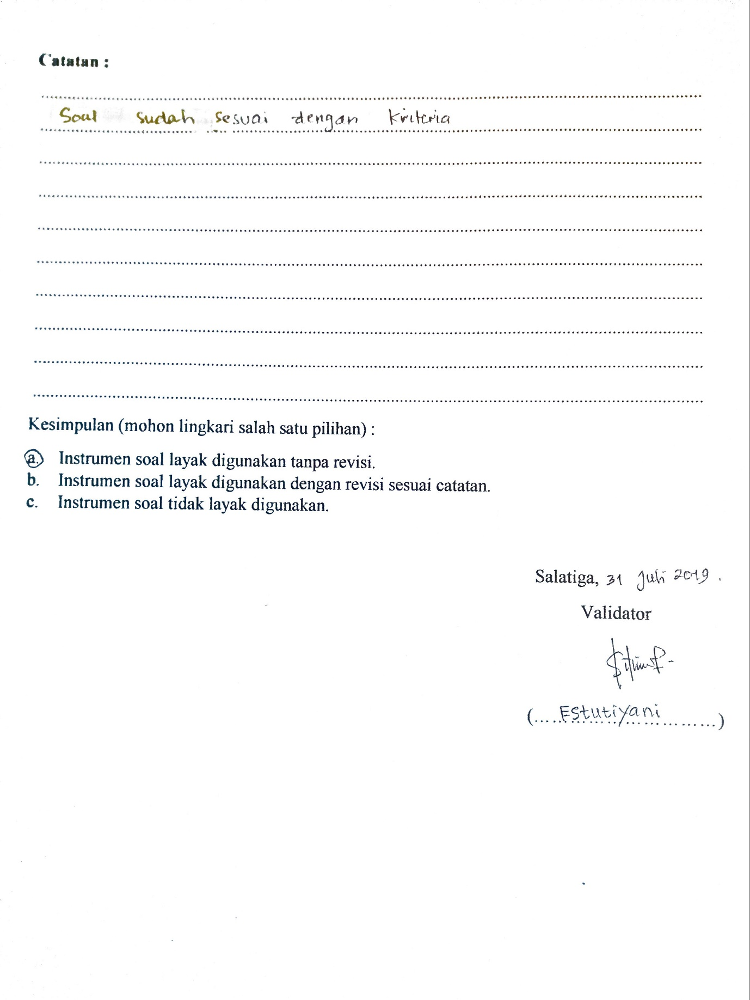 Catatan :
Soal sudah sesuai dengan kriteria
Kesimpulan (mohon lingkari salah satu pilihan) :
a. Instrumen soal layak digunakan tanpa revisi.
b. Instrumen soal layak digunakan dengan revisi sesuai catatan.
c. Instrumen soal tidak layak digunakan.
Salatiga, 31 Juli 2019.
Validator
(....Estutiyani..............)